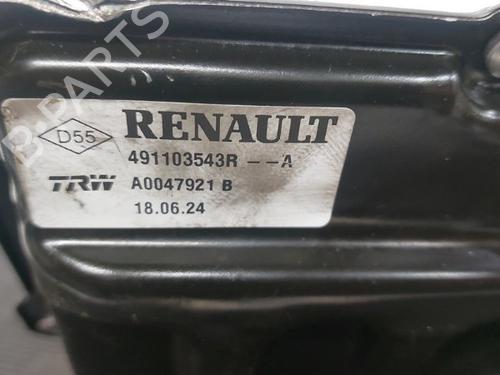 B-PARTS
D55
RENAULT
491103543R --A
TRW A0047921 B
18.06.24